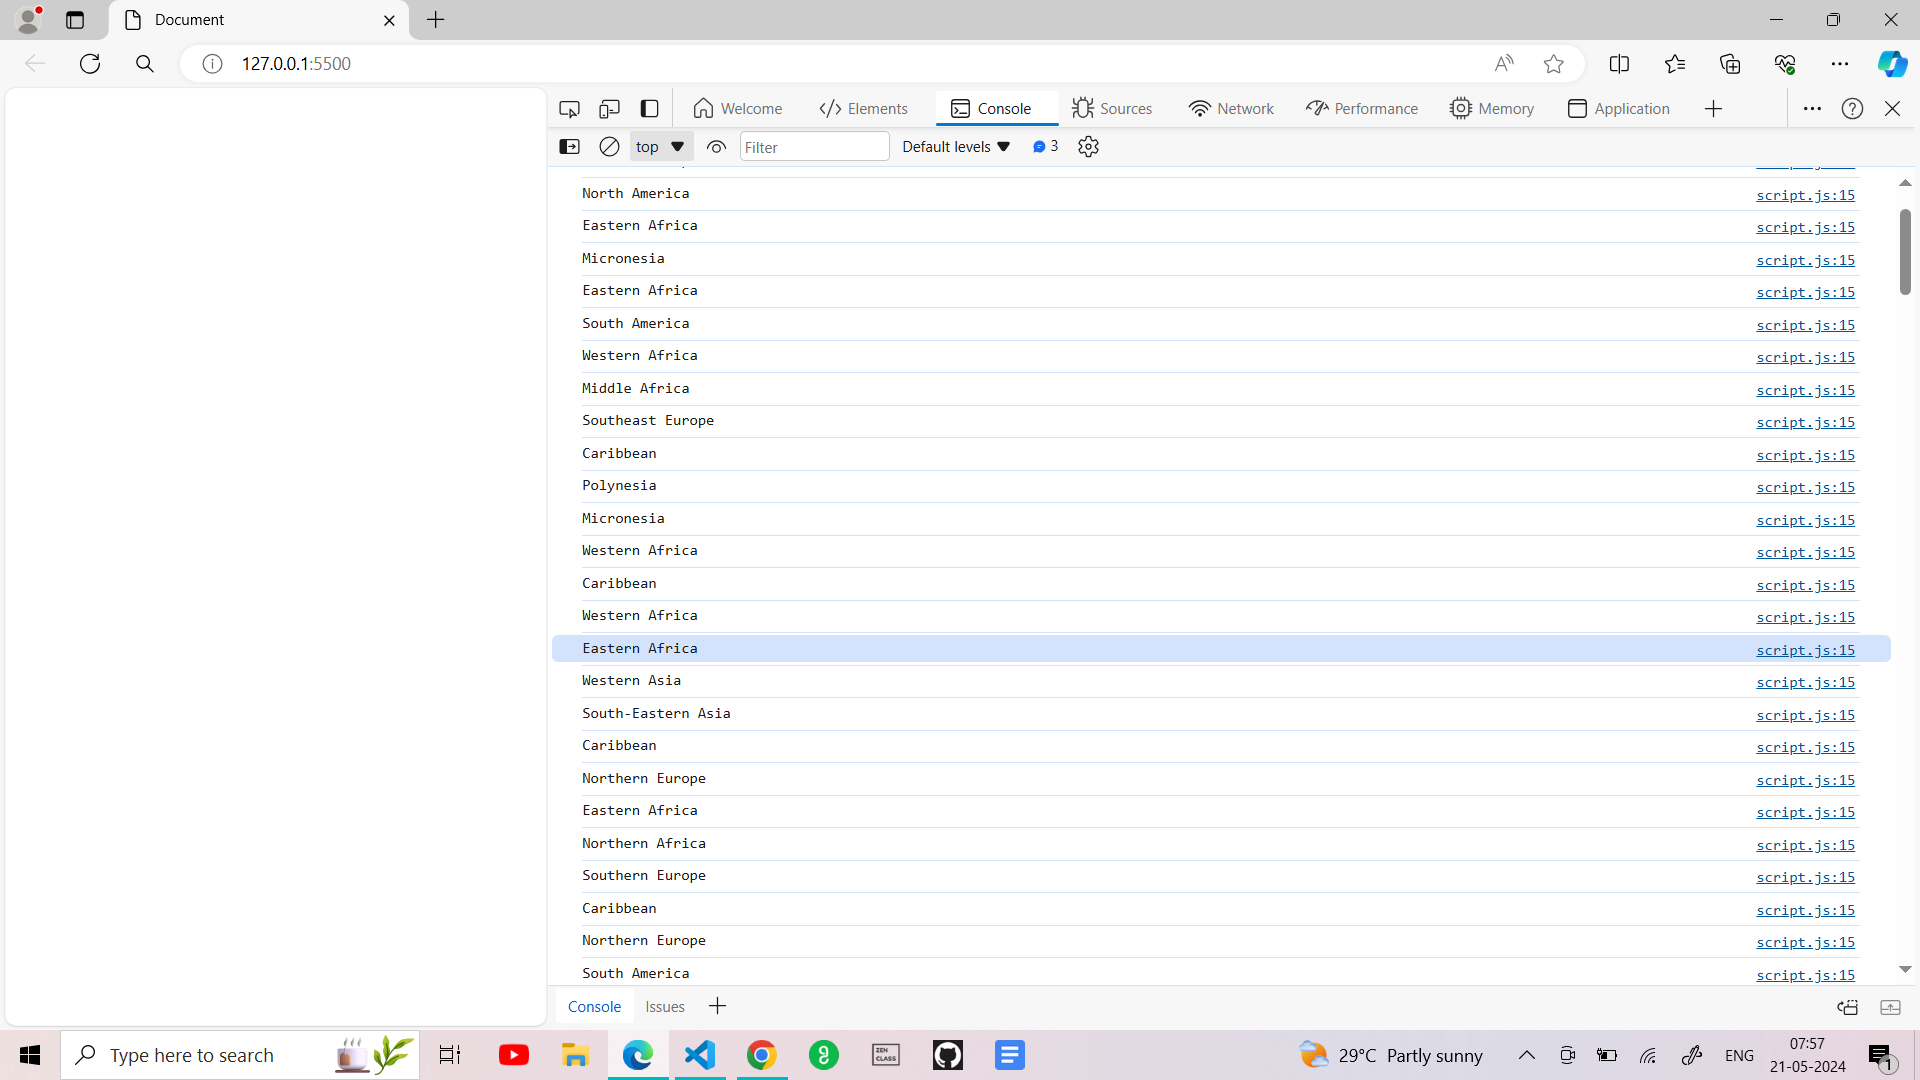 Document
127.0.0.1:5500
Welcome
Elements
Console
Sources
Network
Performance
Memory
Application
top
Filter
Default levels
3
North America script.js:15
Eastern Africa script.js:15
Micronesia script.js:15
Eastern Africa script.js:15
South America script.js:15
Western Africa script.js:15
Middle Africa script.js:15
Southeast Europe script.js:15
Caribbean script.js:15
Polynesia script.js:15
Micronesia script.js:15
Western Africa script.js:15
Caribbean script.js:15
Western Africa script.js:15
Eastern Africa script.js:15
Western Asia script.js:15
South-Eastern Asia script.js:15
Caribbean script.js:15
Northern Europe script.js:15
Eastern Africa script.js:15
Northern Africa script.js:15
Southern Europe script.js:15
Caribbean script.js:15
Northern Europe script.js:15
South America script.js:15
Console
Issues
Type here to search
ZEN
CLASS
29°C Partly sunny
ENG
07:57
21-05-2024
1